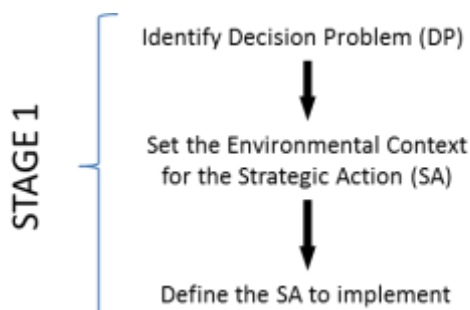 STAGE 1
Identify Decision Problem (DP)
Set the Environmental Context
for the Strategic Action (SA)
Define the SA to implement